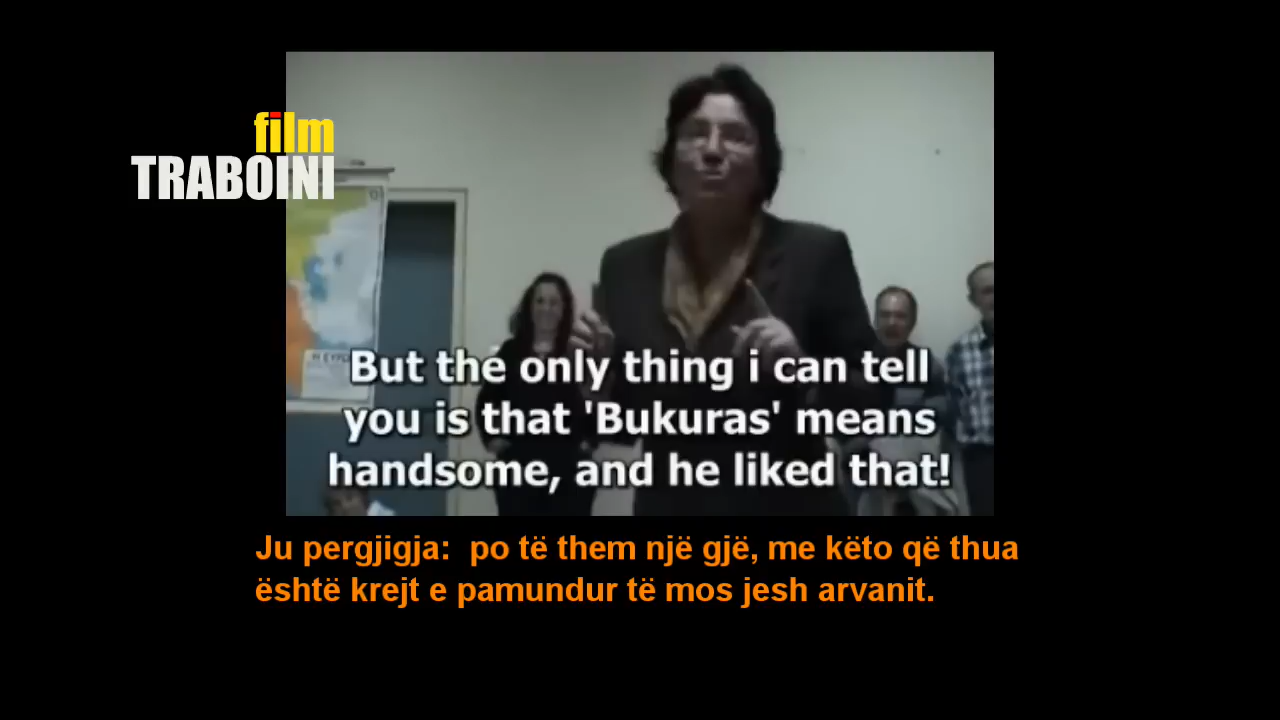 film
TRABOINI
But the only thing i can tell
you is that 'Bukuras' means
handsome, and he liked that!
Ju pergjigja:  po të them një gjë, me këto që thua
është krejt e pamundur të mos jesh arvanit.